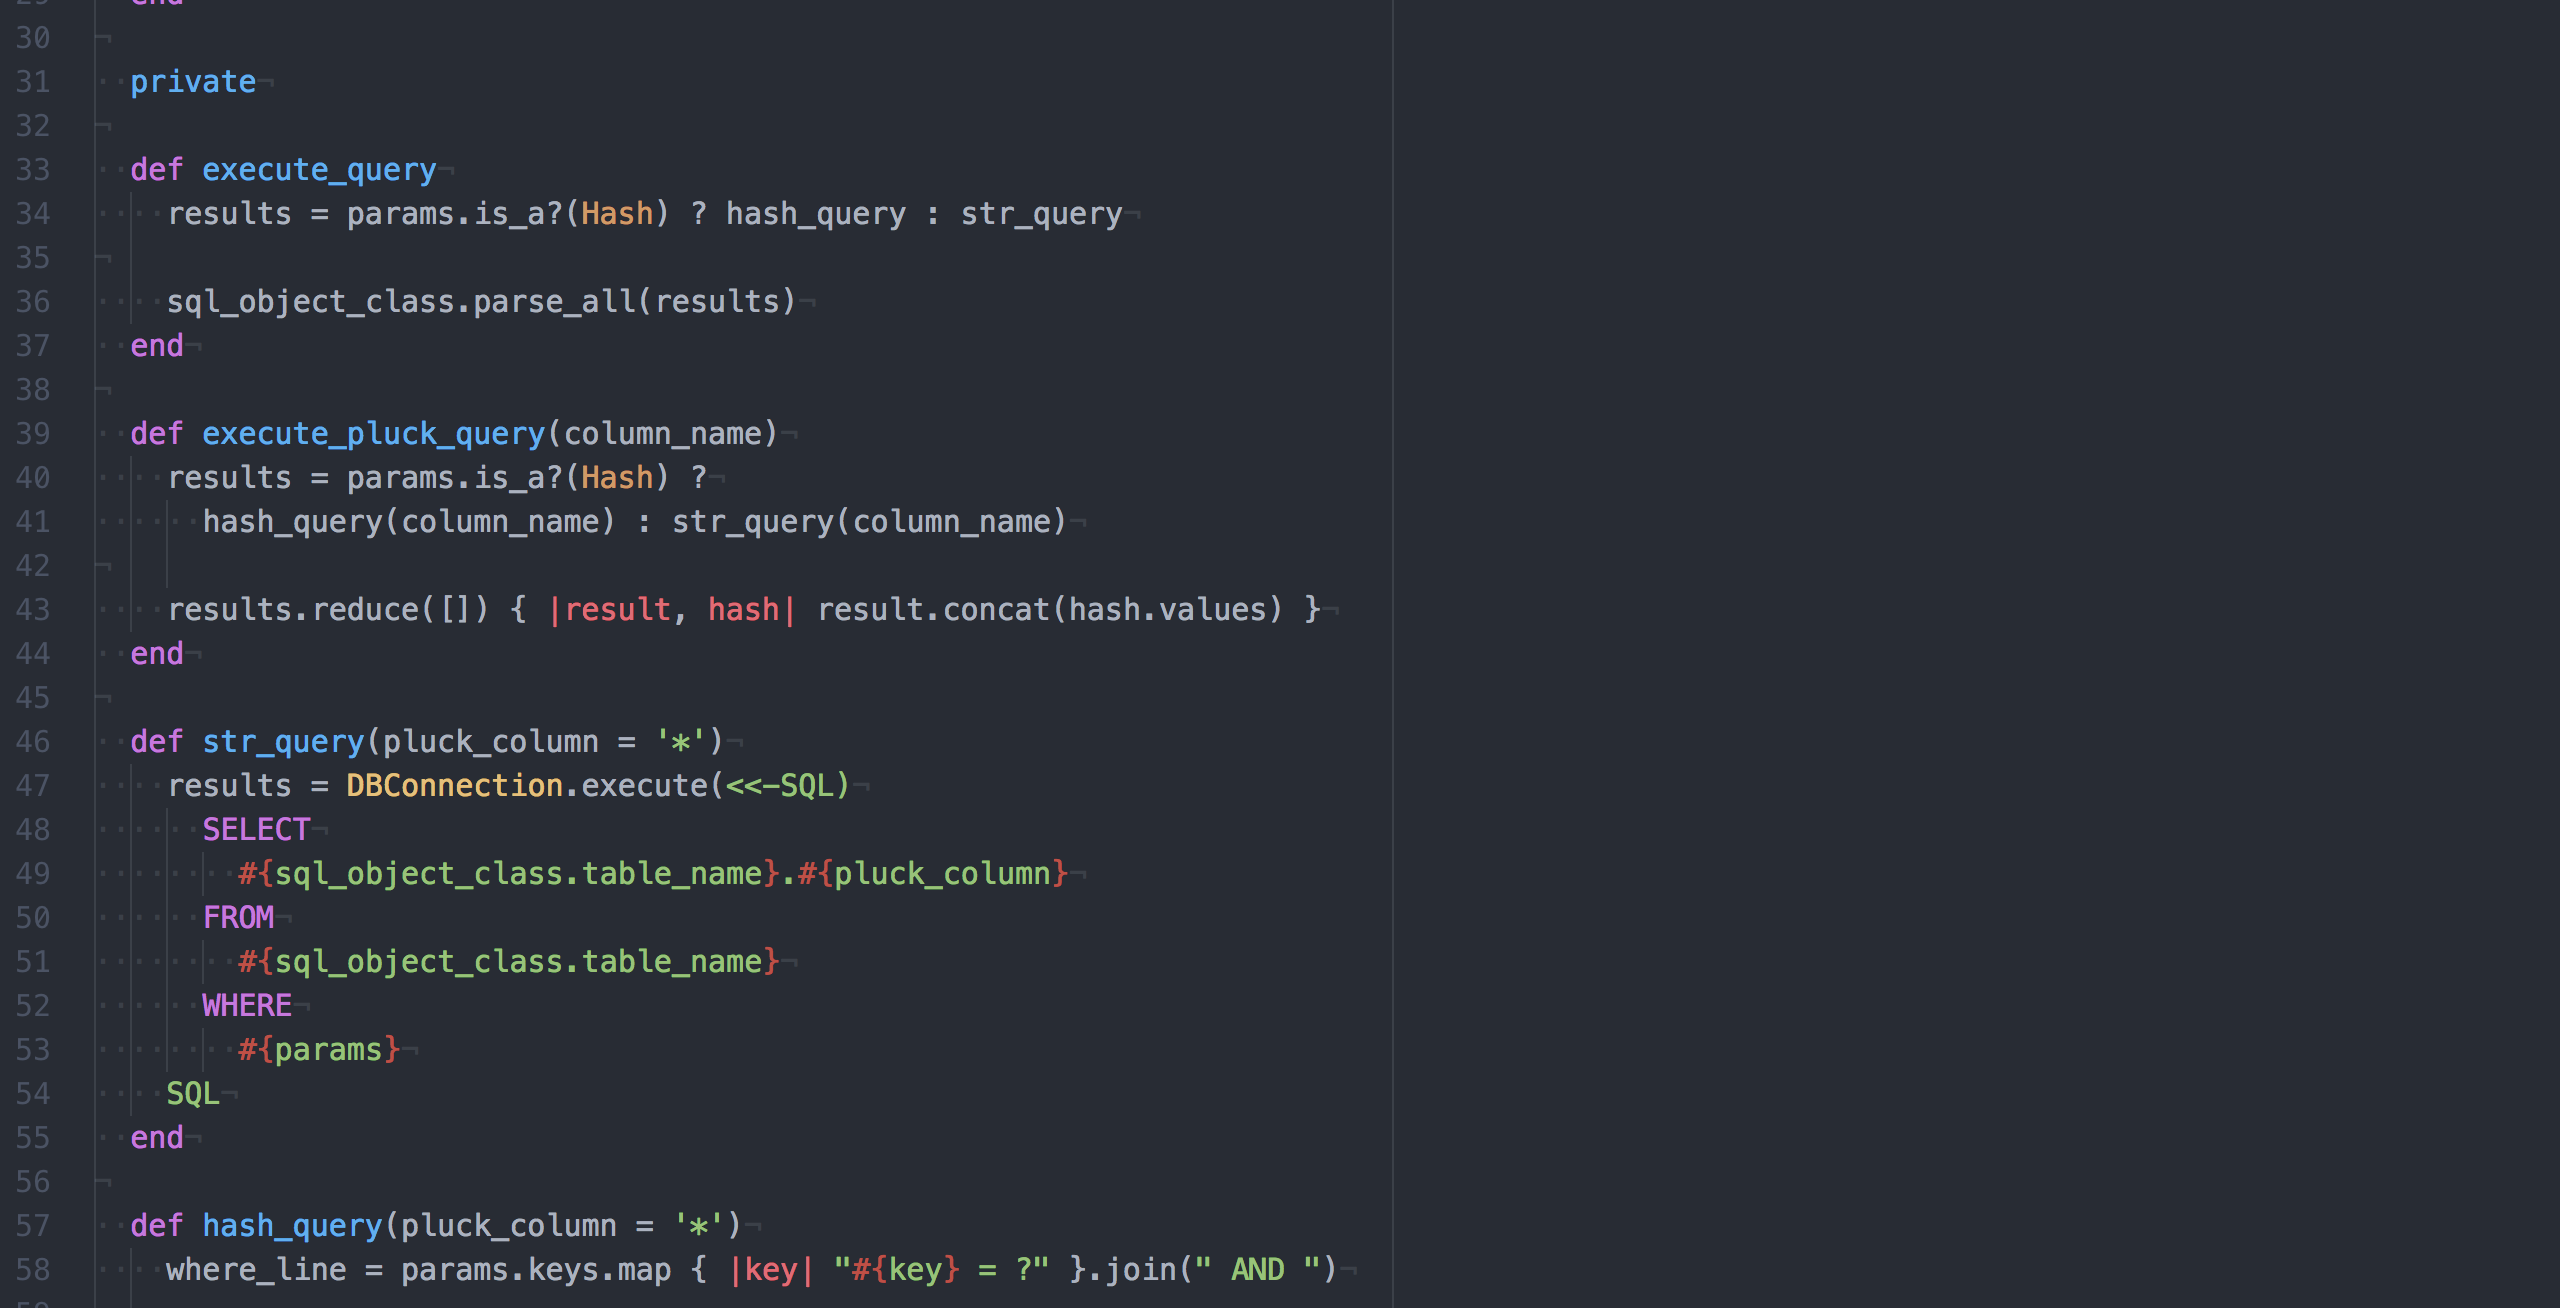 29 end
30
31 private
32
33 def execute_query
34 results = params.is_a?(Hash) ? hash_query : str_query
35
36 sql_object_class.parse_all(results)
37 end
38
39 def execute_pluck_query(column_name)
40 results = params.is_a?(Hash) ?
41 hash_query(column_name) : str_query(column_name)
42
43 results.reduce([]) { |result, hash| result.concat(hash.values) }
44 end
45
46 def str_query(pluck_column = '*')
47 results = DBConnection.execute(<<-SQL)
48 SELECT
49 #{sql_object_class.table_name}.#{pluck_column}
50 FROM
51 #{sql_object_class.table_name}
52 WHERE
53 #{params}
54 SQL
55 end
56
57 def hash_query(pluck_column = '*')
58 where_line = params.keys.map { |key| "#{key} = ?" }.join(" AND ")
59